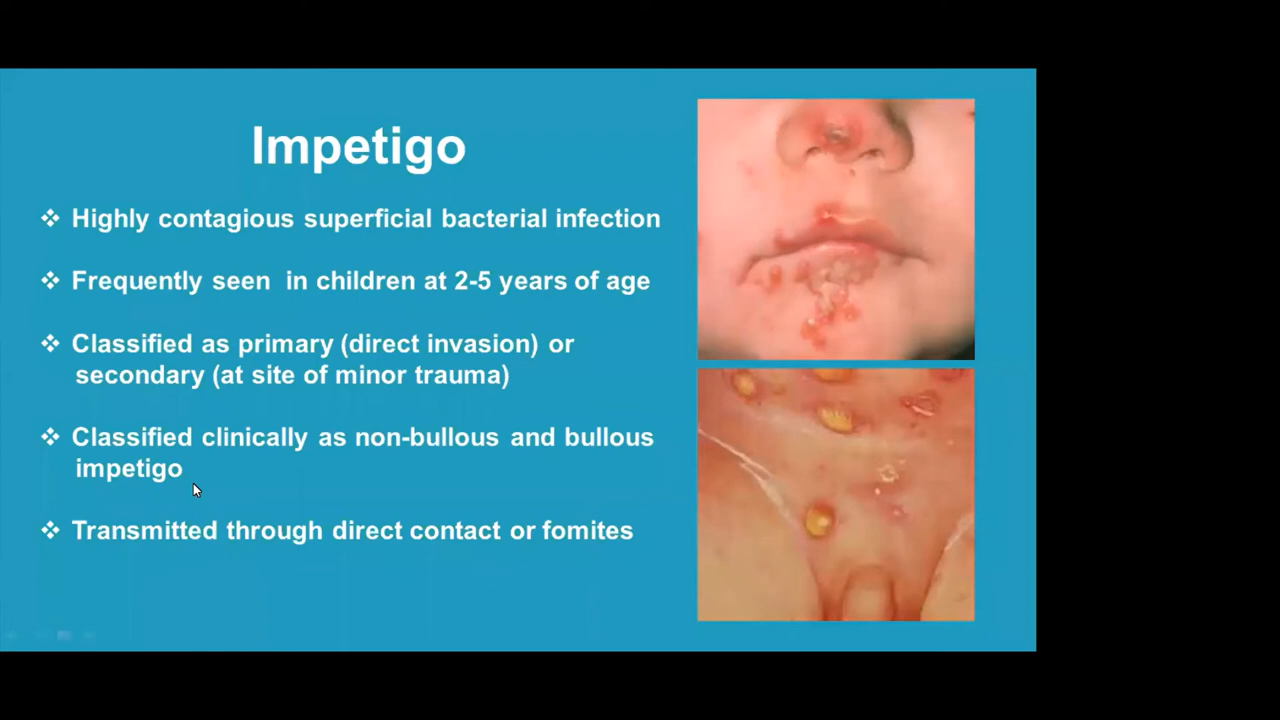 Impetigo
❖ Highly contagious superficial bacterial infection
❖ Frequently seen in children at 2-5 years of age
❖ Classified as primary (direct invasion) or
secondary (at site of minor trauma)
❖ Classified clinically as non-bullous and bullous
impetigo
❖ Transmitted through direct contact or fomites